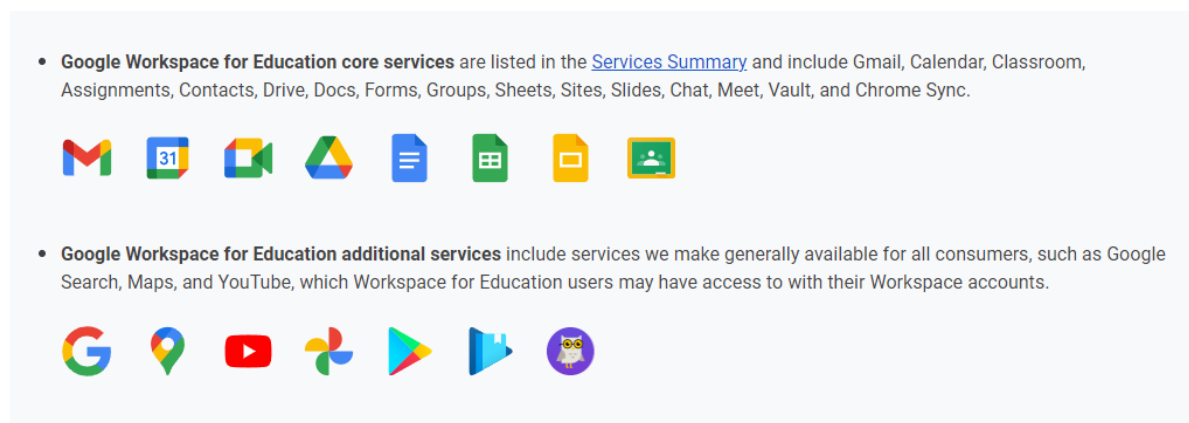 Google Workspace for Education core services are listed in the Services Summary and include Gmail, Calendar, Classroom,
Assignments, Contacts, Drive, Docs, Forms, Groups, Sheets, Sites, Slides, Chat, Meet, Vault, and Chrome Sync.
31
Google Workspace for Education additional services include services we make generally available for all consumers, such as Google
Search, Maps, and YouTube, which Workspace for Education users may have access to with their Workspace accounts.